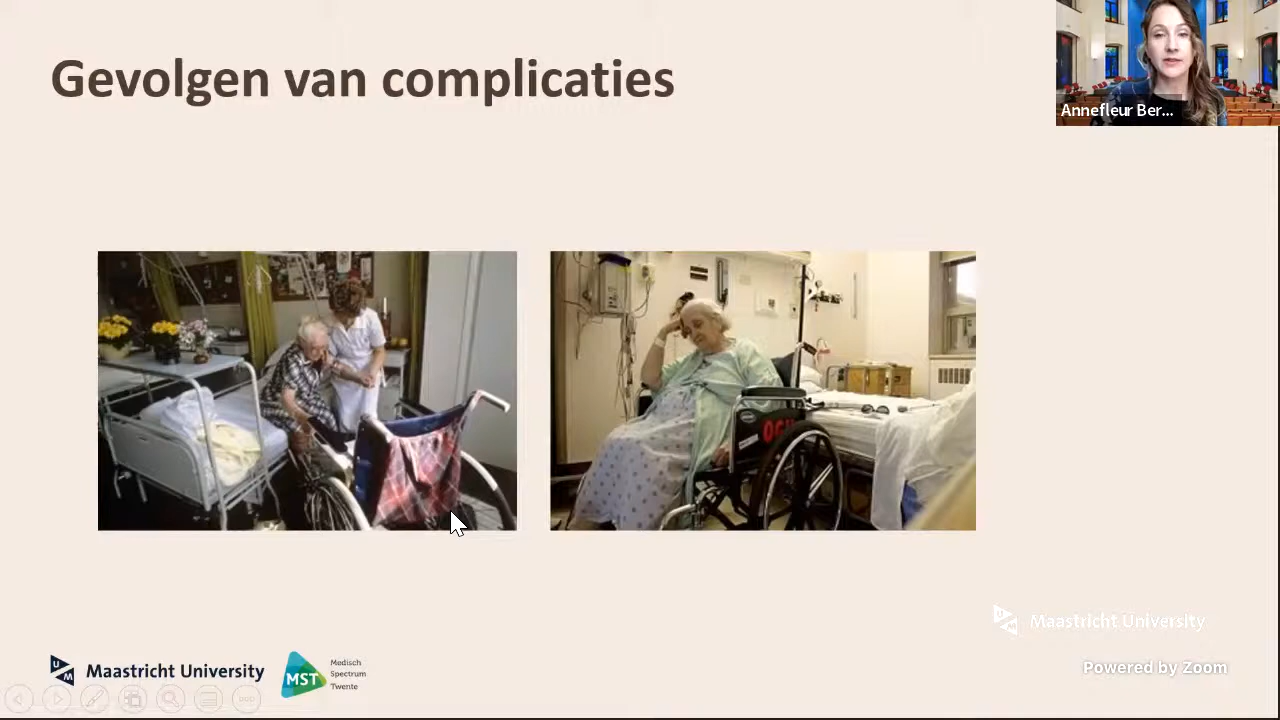 Gevolgen van complicaties
Annefleur Ber...
Maastricht University
Powered by Zoom
Maastricht University
MST
Medisch
Spectrum
Twente